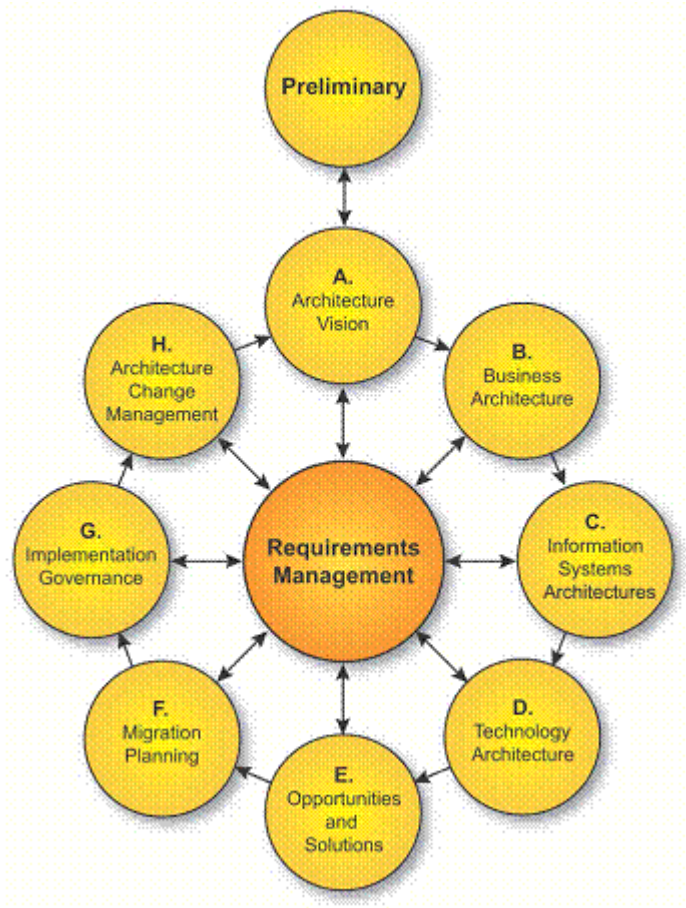 Preliminary
A.
Architecture
Vision
B.
Business
Architecture
C.
Information
Systems
Architectures
D.
Technology
Architecture
E.
Opportunities
and
Solutions
F.
Migration
Planning
G.
Implementation
Governance
H.
Architecture
Change
Management
Requirements
Management